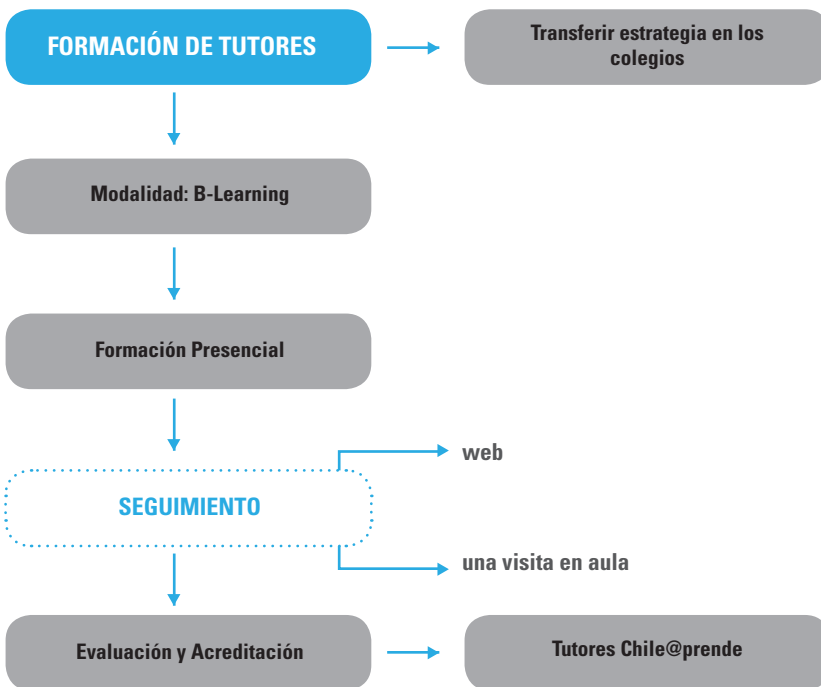 FORMACIÓN DE TUTORES
Transferir estrategia en los
colegios
Modalidad: B-Learning
Formación Presencial
web
SEGUIMIENTO
una visita en aula
Evaluación y Acreditación
Tutores Chile@prende